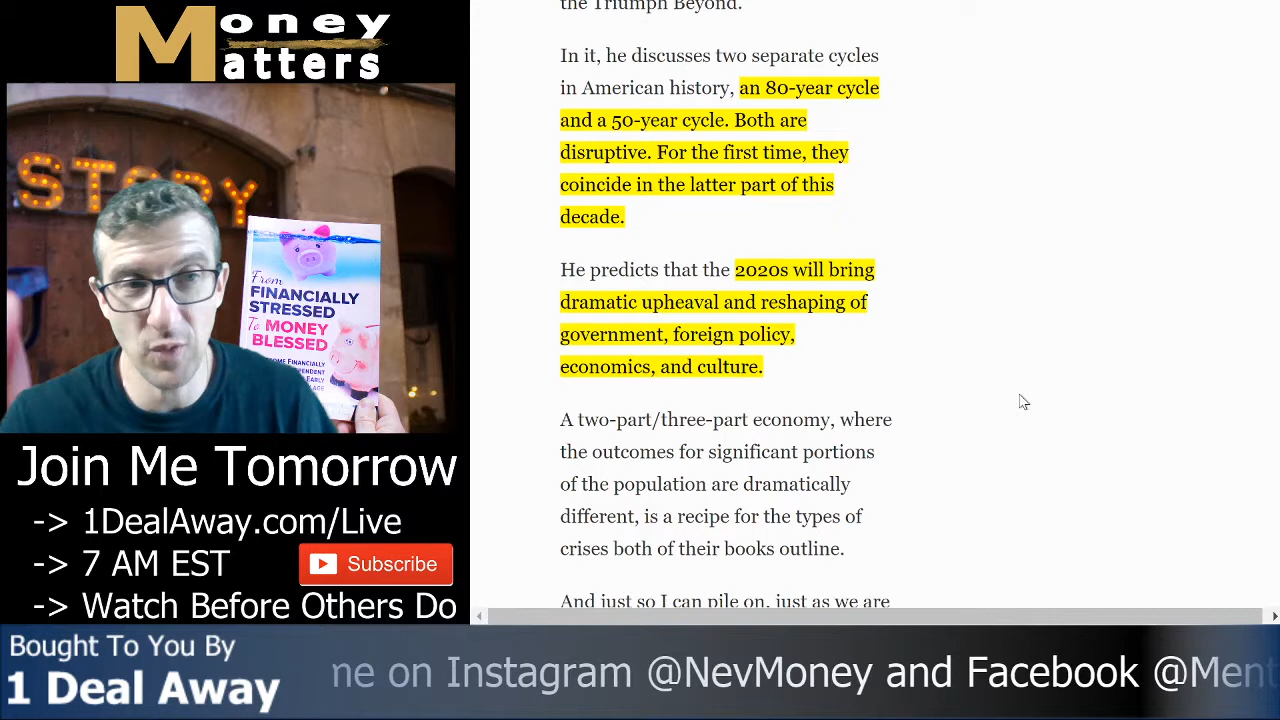 Money
Matters
STORY
From
FINANCIALLY
STRESSED
To MONEY
BLESSED
FINANCIALLY
EARLY
Join Me Tomorrow
-> 1DealAway.com/Live
-> 7 AM EST
Subscribe
-> Watch Before Others Do
the Triumph Beyond.
In it, he discusses two separate cycles
in American history, an 80-year cycle
and a 50-year cycle. Both are
disruptive. For the first time, they
coincide in the latter part of this
decade.
He predicts that the 2020s will bring
dramatic upheaval and reshaping of
government, foreign policy,
economics, and culture.
A two-part/three-part economy, where
the outcomes for significant portions
of the population are dramatically
different, is a recipe for the types of
crises both of their books outline.
And just so I can pile on, just as we are
Bought To You By
1 Deal Away
ne on Instagram @NevMoney and Facebook @Ment